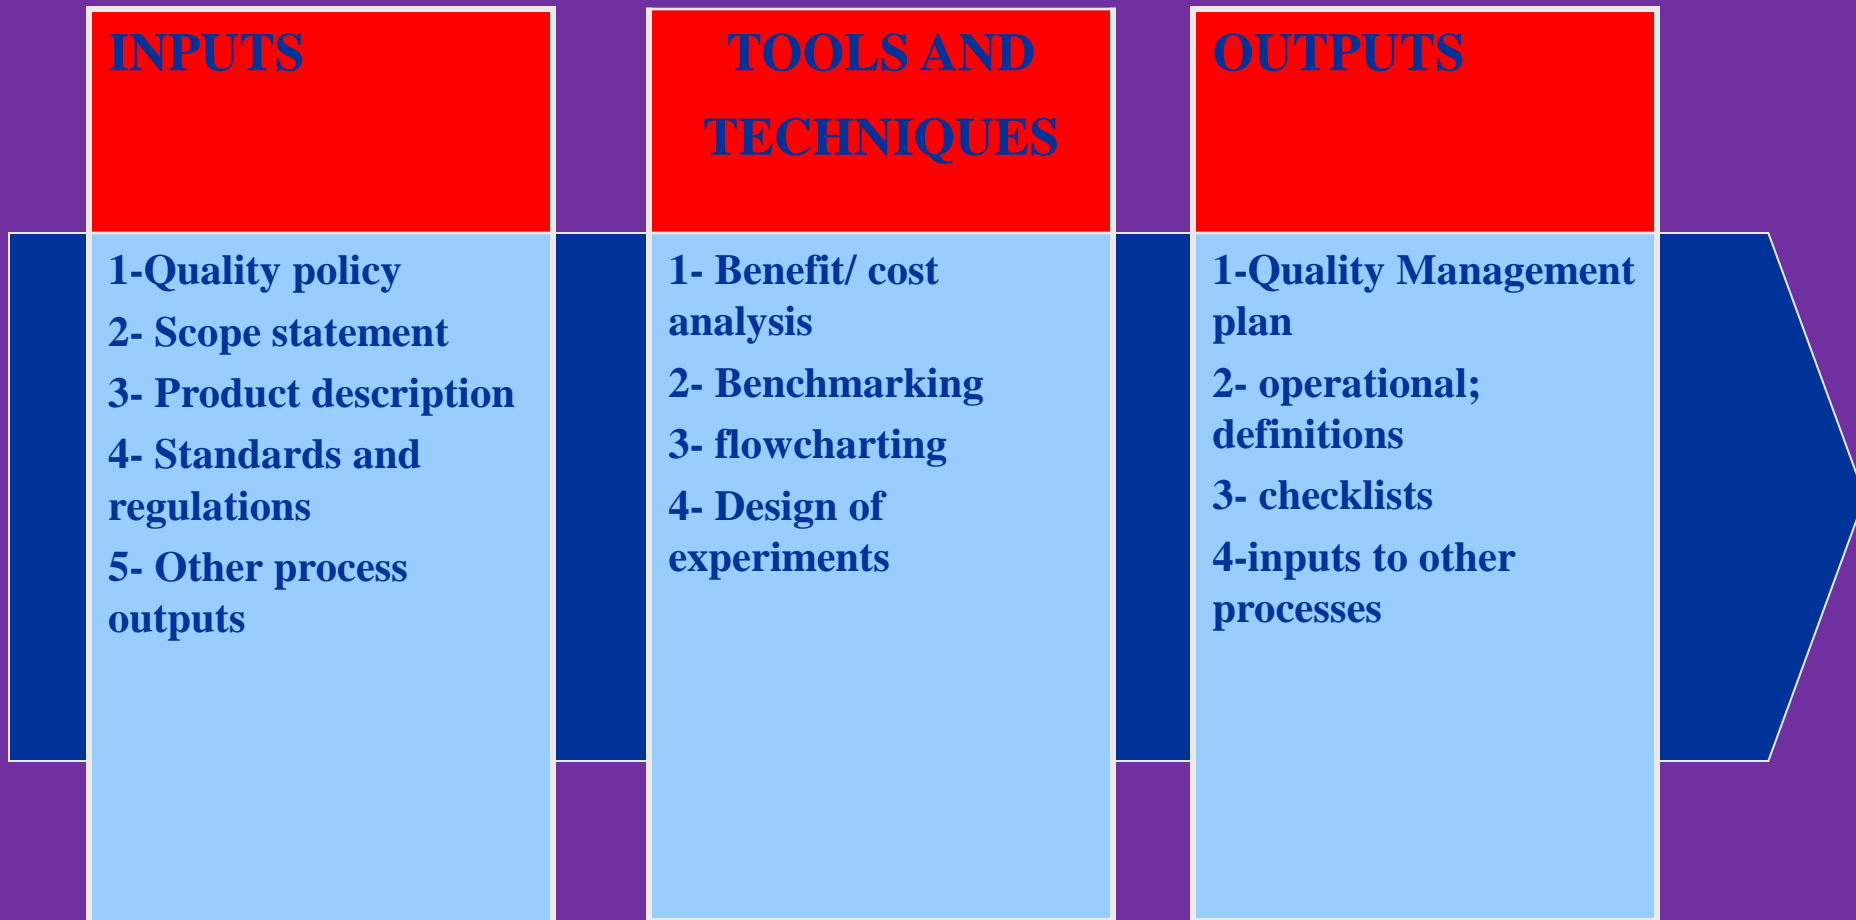 INPUTS
1-Quality policy
2- Scope statement
3- Product description
4- Standards and
regulations
5- Other process
outputs
TOOLS AND
TECHNIQUES
1- Benefit/ cost
analysis
2- Benchmarking
3- flowcharting
4- Design of
experiments
OUTPUTS
1-Quality Management
plan
2- operational;
definitions
3- checklists
4-inputs to other
processes